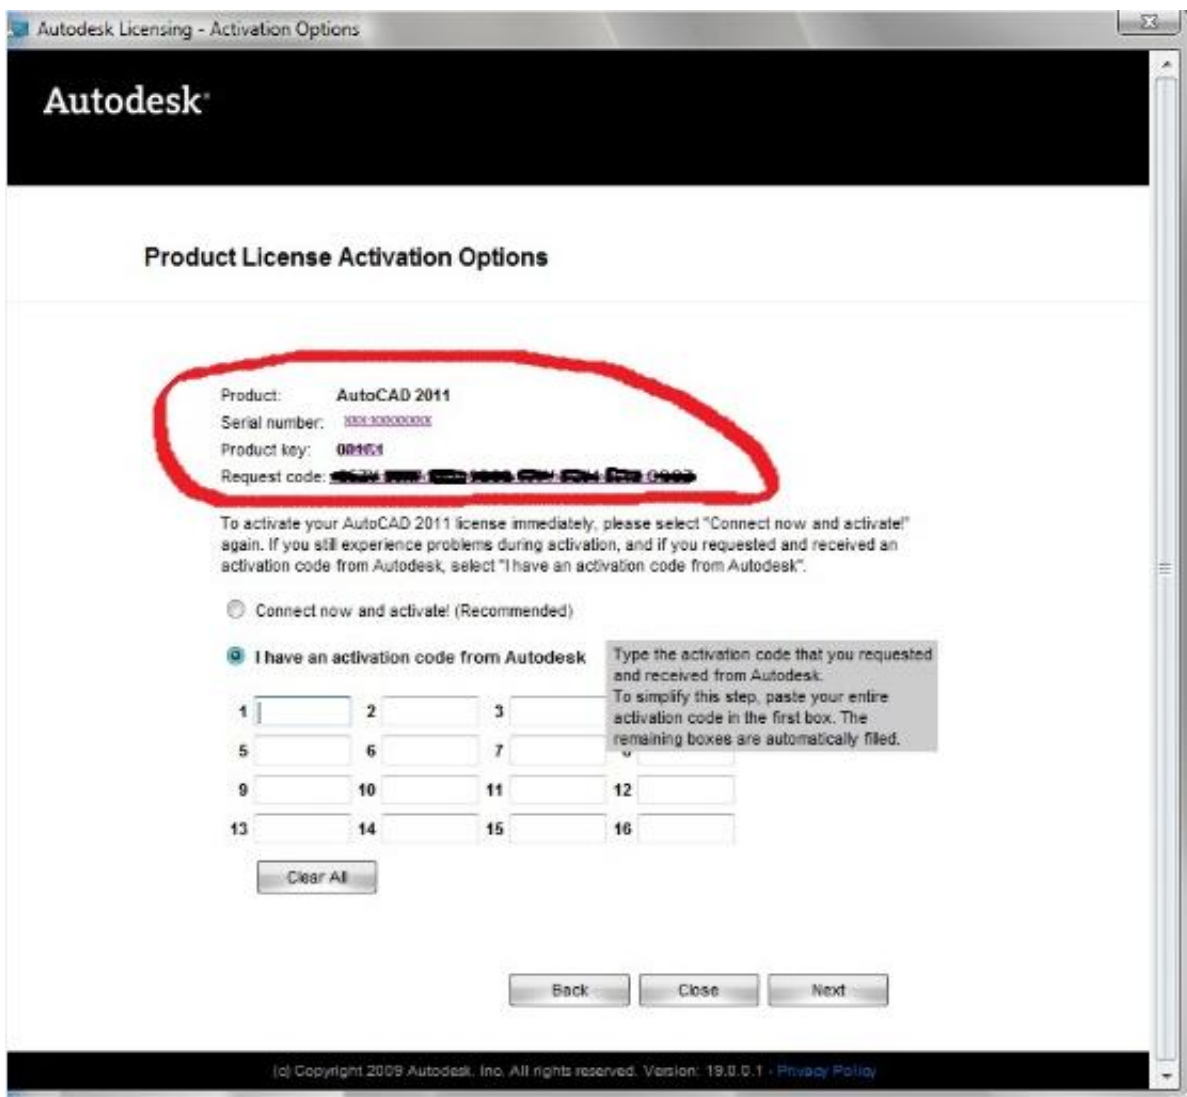 Autodesk Licensing - Activation Options
Autodesk
Product License Activation Options
Product: AutoCAD 2011
Serial number: xxx-xxxxxxxx
Product key:
Request code:
To activate your AutoCAD 2011 license immediately, please select "Connect now and activate!"
again. If you still experience problems during activation, and if you requested and received an
activation code from Autodesk, select "I have an activation code from Autodesk".
Connect now and activate! (Recommended)
I have an activation code from Autodesk
Type the activation code that you requested
and received from Autodesk.
To simplify this step, paste your entire
activation code in the first box. The
remaining boxes are automatically filled.
1 2 3
5 6 7
9 10 11 12
13 14 15 16
Clear All
Back Close Next
(c) Copyright 2009 Autodesk, Inc. All rights reserved. Version: 19.0.0.1 - Privacy Policy